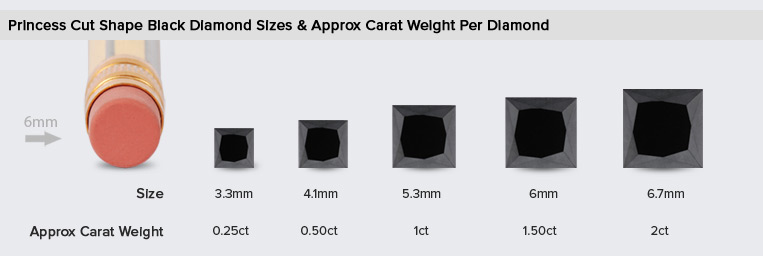 Princess Cut Shape Black Diamond Sizes & Approx Carat Weight Per Diamond
6mm
Size 3.3mm 4.1mm 5.3mm 6mm 6.7mm
Approx Carat Weight 0.25ct 0.50ct 1ct 1.50ct 2ct